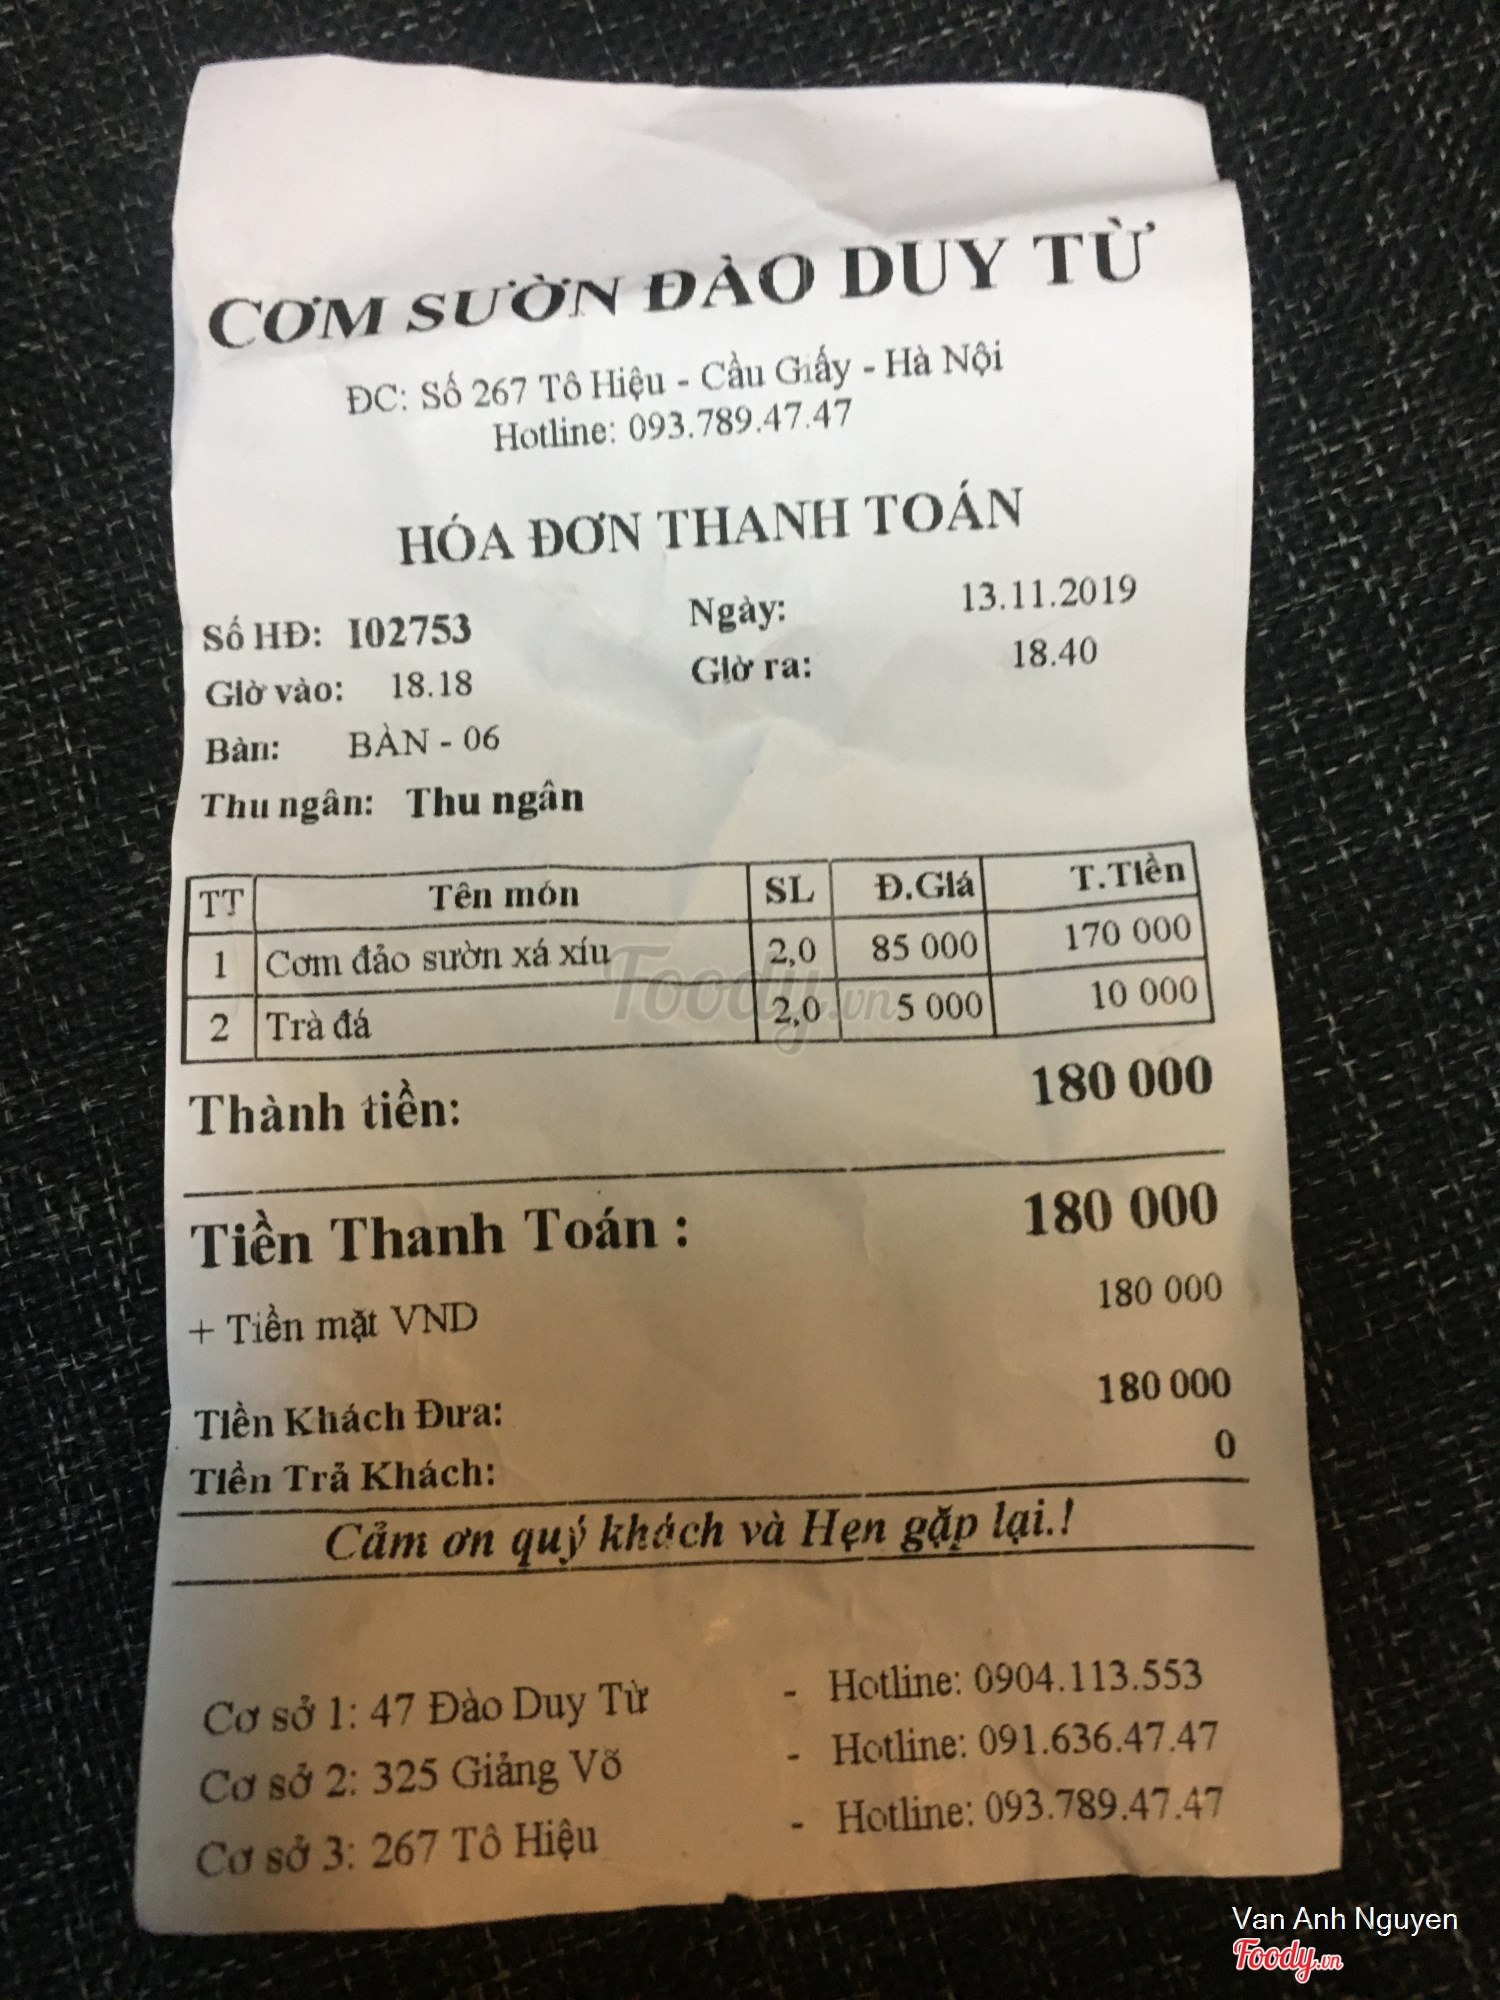 CƠM SƯỜN ĐÀO DUY TỪ
ĐC: Số 267 Tô Hiệu - Cầu Giấy - Hà Nội
Hotline: 093.789.47.47
HÓA ĐƠN THANH TOÁN
Số HĐ: I02753 Ngày: 13.11.2019
Giờ vào: 18.18 Giờ ra: 18.40
Bàn: BÀN - 06
Thu ngân: Thu ngân
TT Tên món SL Đ.Giá T.Tiền
1 Cơm đảo sườn xá xíu 2,0 85 000 170 000
2 Trà đá 2,0 5 000 10 000
Foody.vn
Thành tiền: 180 000
Tiền Thanh Toán : 180 000
+ Tiền mặt VND 180 000
Tiền Khách Đưa: 180 000
Tiền Trả Khách: 0
Cảm ơn quý khách và Hẹn gặp lại.!
Cơ sở 1: 47 Đào Duy Từ - Hotline: 0904.113.553
Cơ sở 2: 325 Giảng Võ - Hotline: 091.636.47.47
Cơ sở 3: 267 Tô Hiệu - Hotline: 093.789.47.47
Van Anh Nguyen
Foody.vn